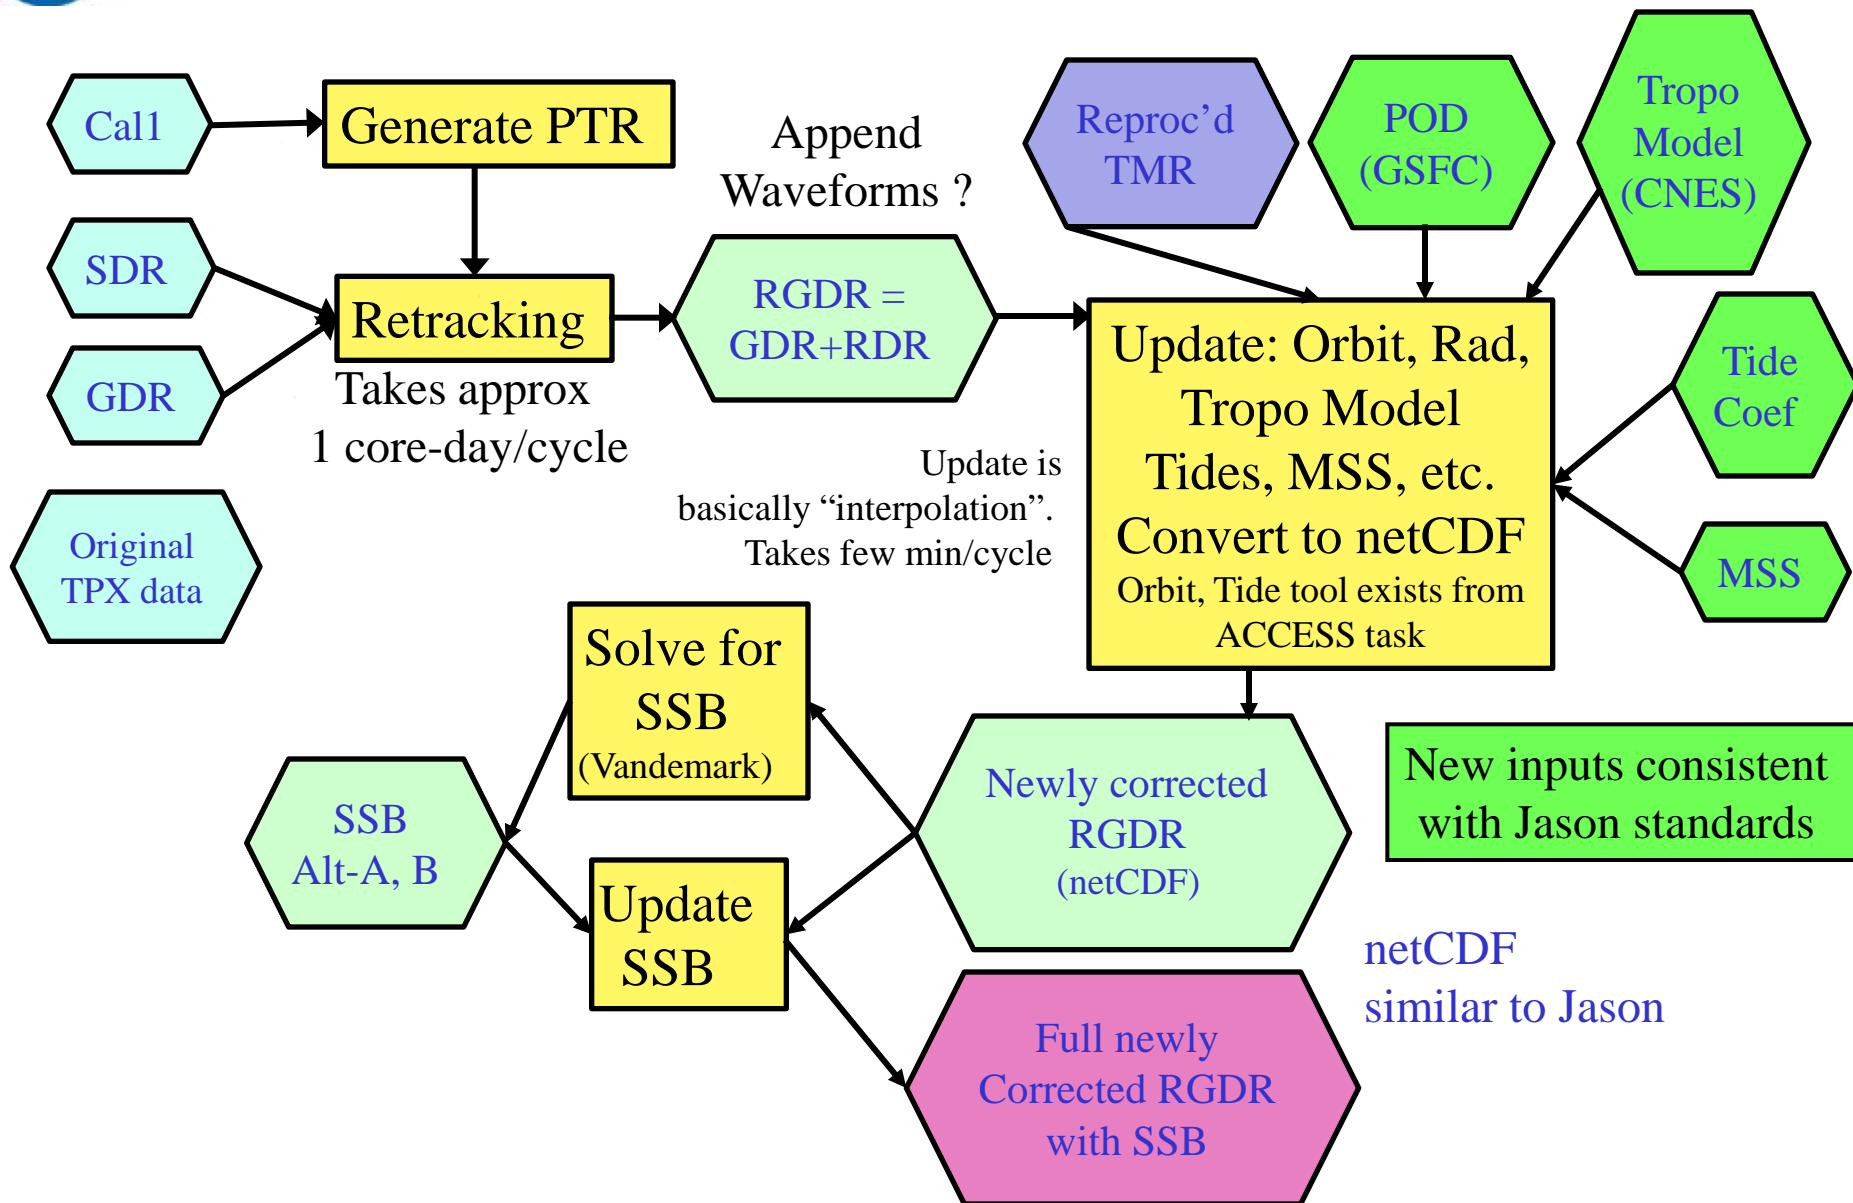 Cal1
Generate PTR
Append
Waveforms ?
Reproc’d
TMR
POD
(GSFC)
Tropo
Model
(CNES)
SDR
GDR
Retracking
Takes approx
1 core-day/cycle
RGDR =
GDR+RDR
Update: Orbit, Rad,
Tropo Model
Tides, MSS, etc.
Convert to netCDF
Orbit, Tide tool exists from
ACCESS task
Tide
Coef
MSS
Update is
basically “interpolation”.
Takes few min/cycle
Original
TPX data
Solve for
SSB
(Vandemark)
SSB
Alt-A, B
Update
SSB
Newly corrected
RGDR
(netCDF)
New inputs consistent
with Jason standards
netCDF
similar to Jason
Full newly
Corrected RGDR
with SSB